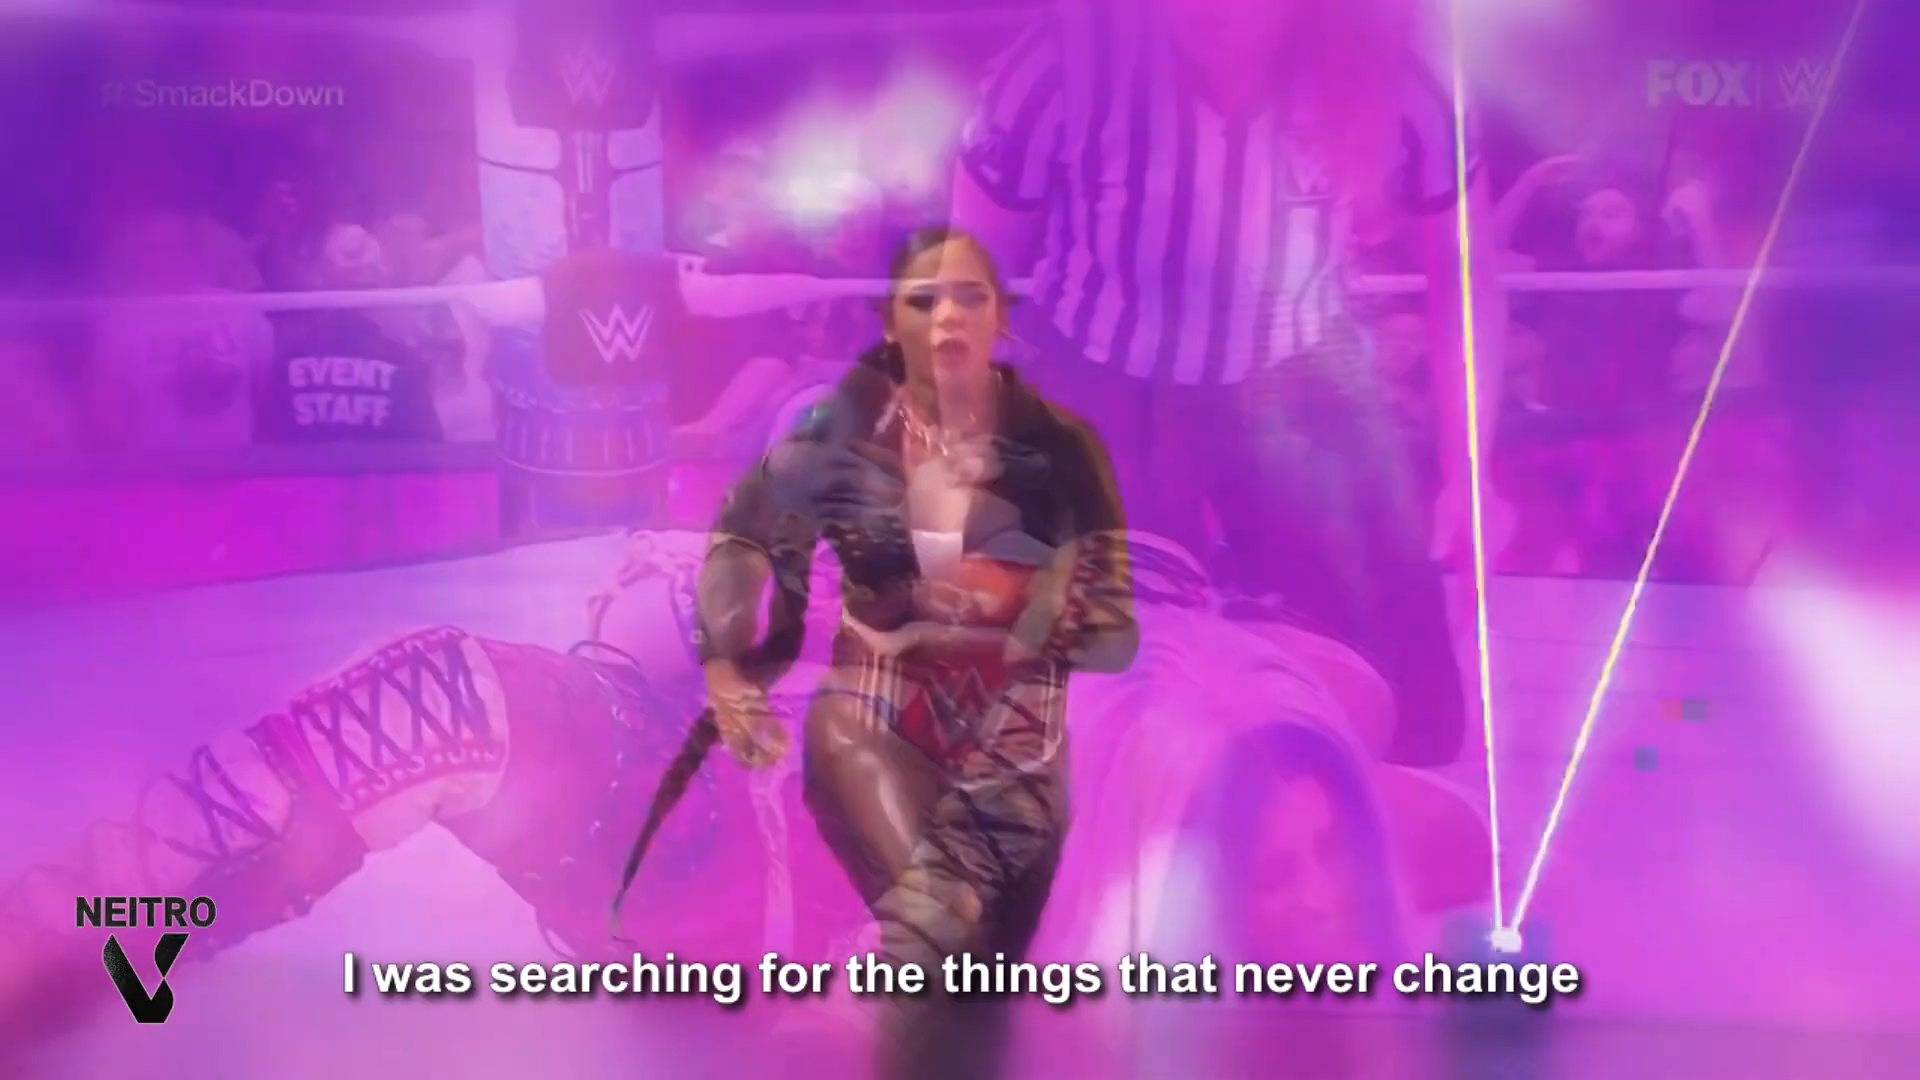 #SmackDown
FOX W
W
W
EVENT
STAFF
NEITRO
V
I was searching for the things that never change